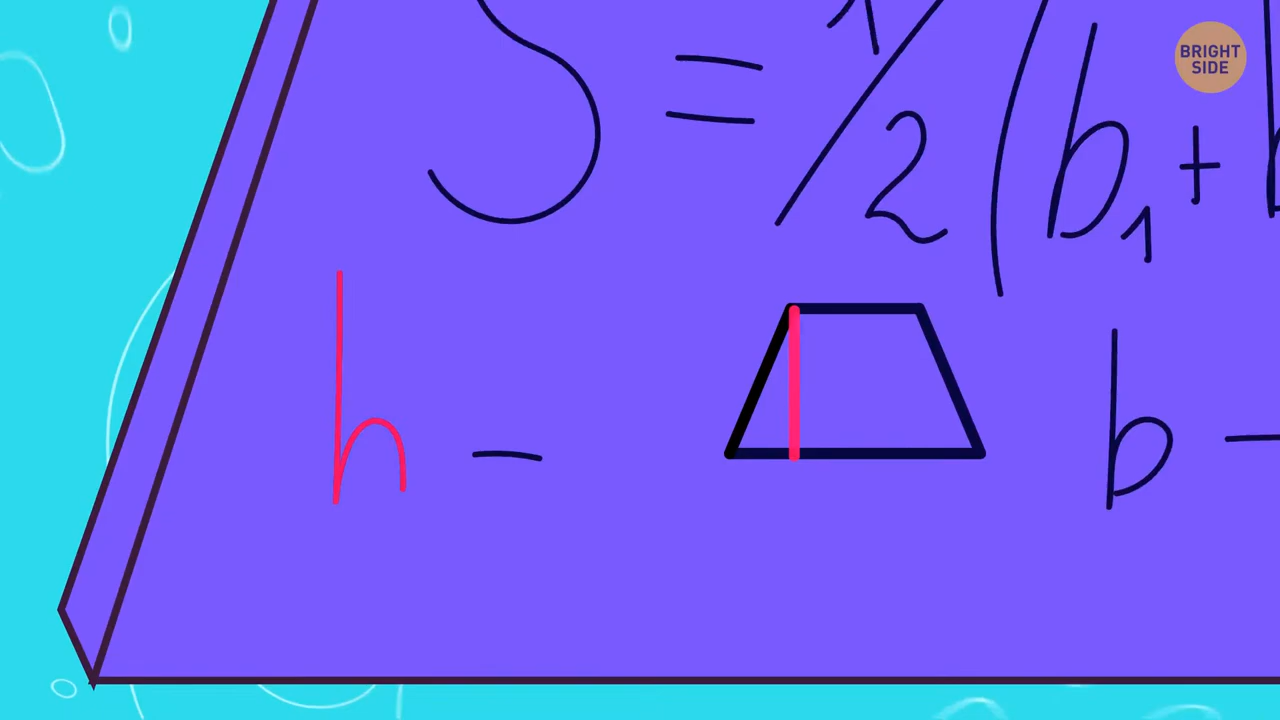 BRIGHT
SIDE
S = 1/2 (b₁ +
h -
b -